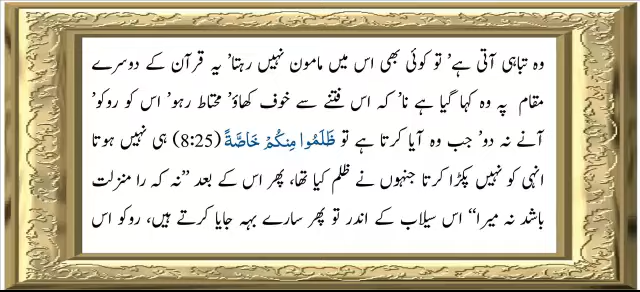 وہ تباہی آتی ہے’ تو کوئی بھی اس میں مامون نہیں رہتا’ یہ قرآن کے دوسرے
مقام پہ وہ کہا گیا ہے نا’ کہ اس فتنے سے خوف کھاؤ’ محتاط رہو’ اس کو روکو’
آنے نہ دو’ جب وہ آیا کرتا ہے تو ظَلَمُوا مِنكُمْ خَاصَّةً (8:25) ہی نہیں ہوتا
انہی کو نہیں پکڑا کرتا جنہوں نے ظلم کیا تھا، پھر اس کے بعد ”نہ کہ را منزلت
باشد نہ میرا“ اس سیلاب کے اندر تو پھر سارے بہہ جایا کرتے ہیں، روکو اس